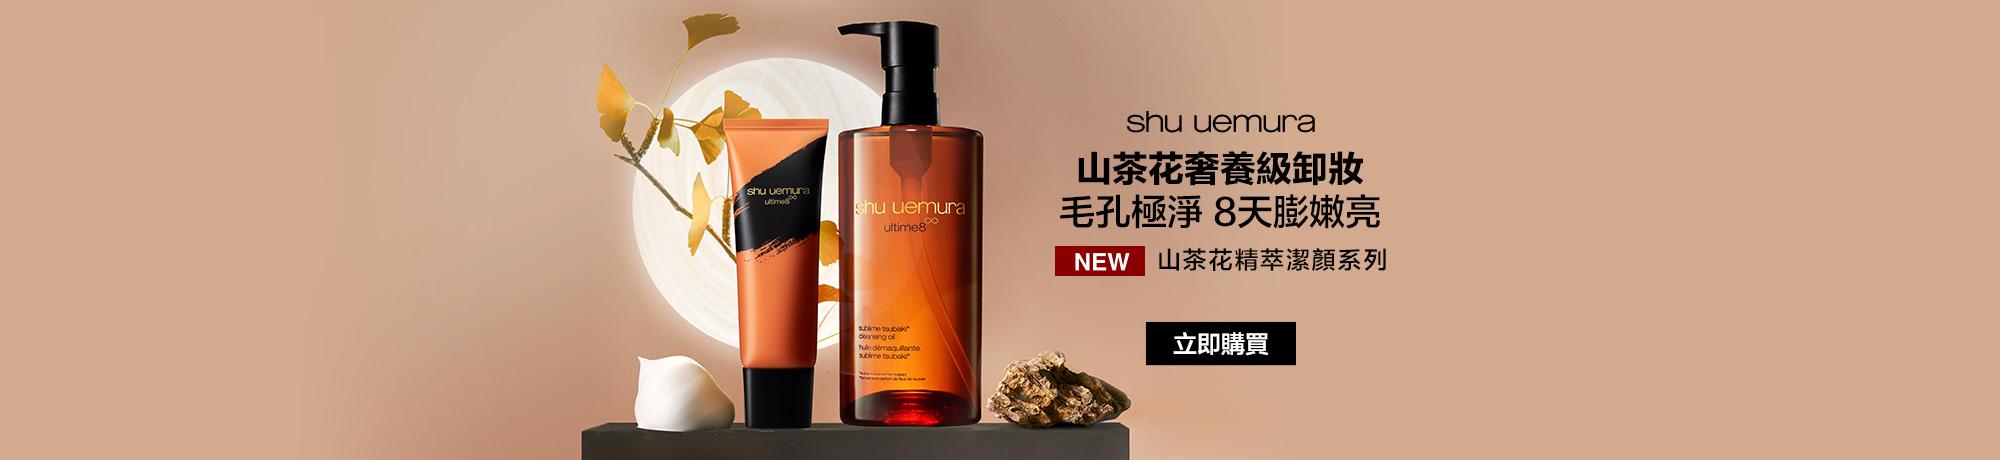 shu uemura
ultime8∞
shu uemura
ultime8∞
sublime tsubaki*
cleansing oil
huile démaquillante
sublime tsubaki*
shu uemura
山茶花奢養級卸妝
毛孔極淨 8天膨嫩亮
NEW 山茶花精萃潔顏系列
立即購買